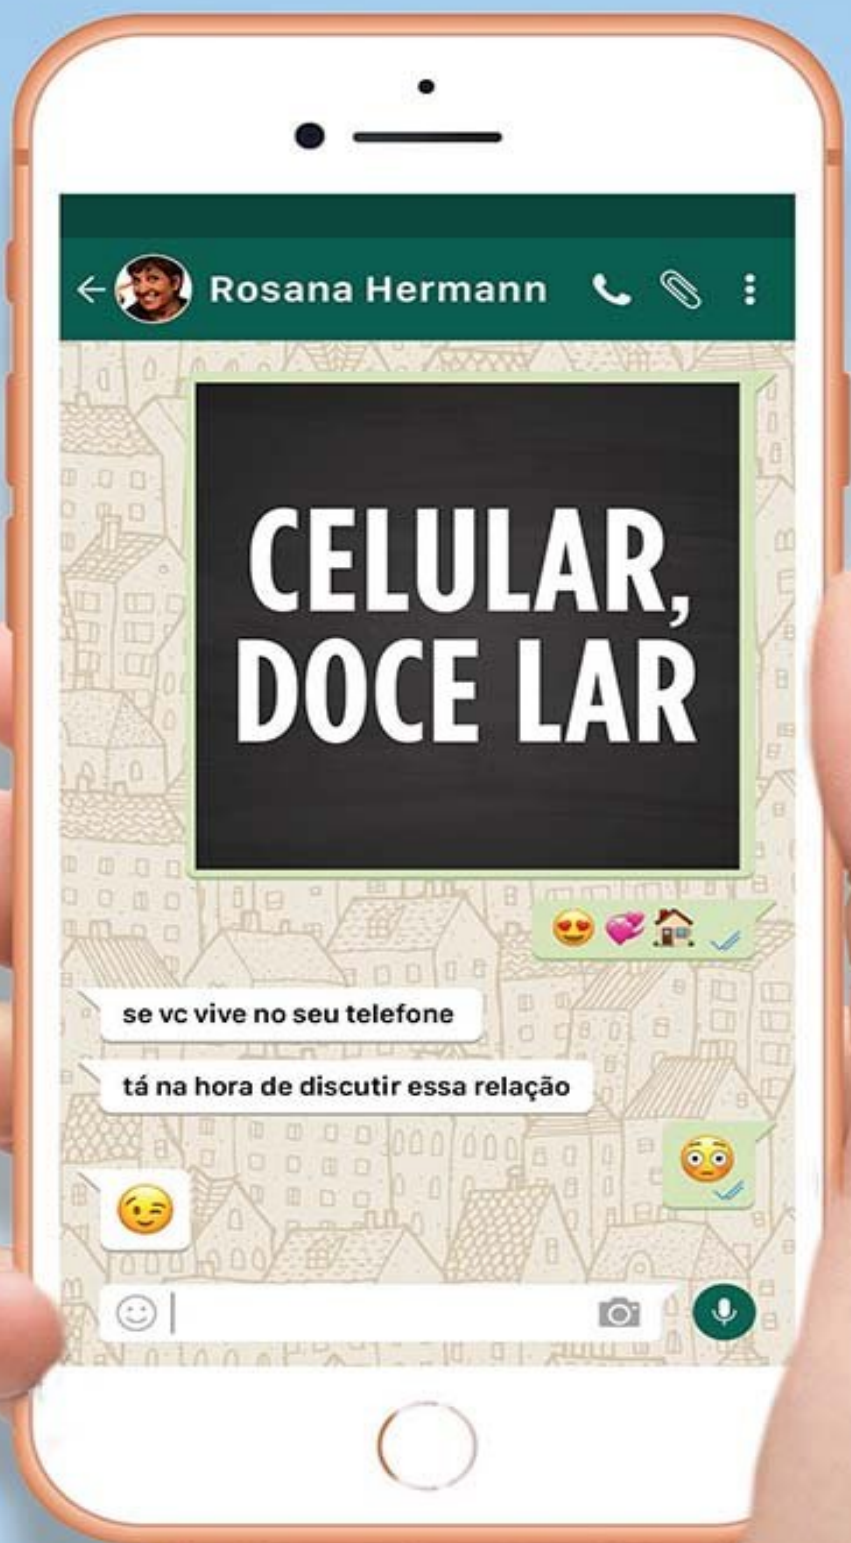 Rosana Hermann
CELULAR,
DOCE LAR
se vc vive no seu telefone
tá na hora de discutir essa relação